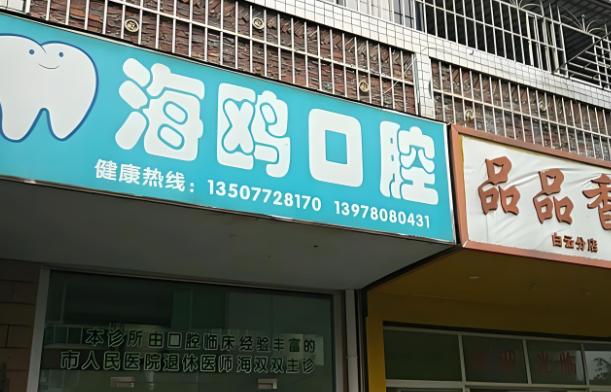 海鸥口腔
健康热线：13507728170 13978080431
品品香
白云分店
本诊所由口腔临床经验丰富的
市人民医院退休医师海双双主诊